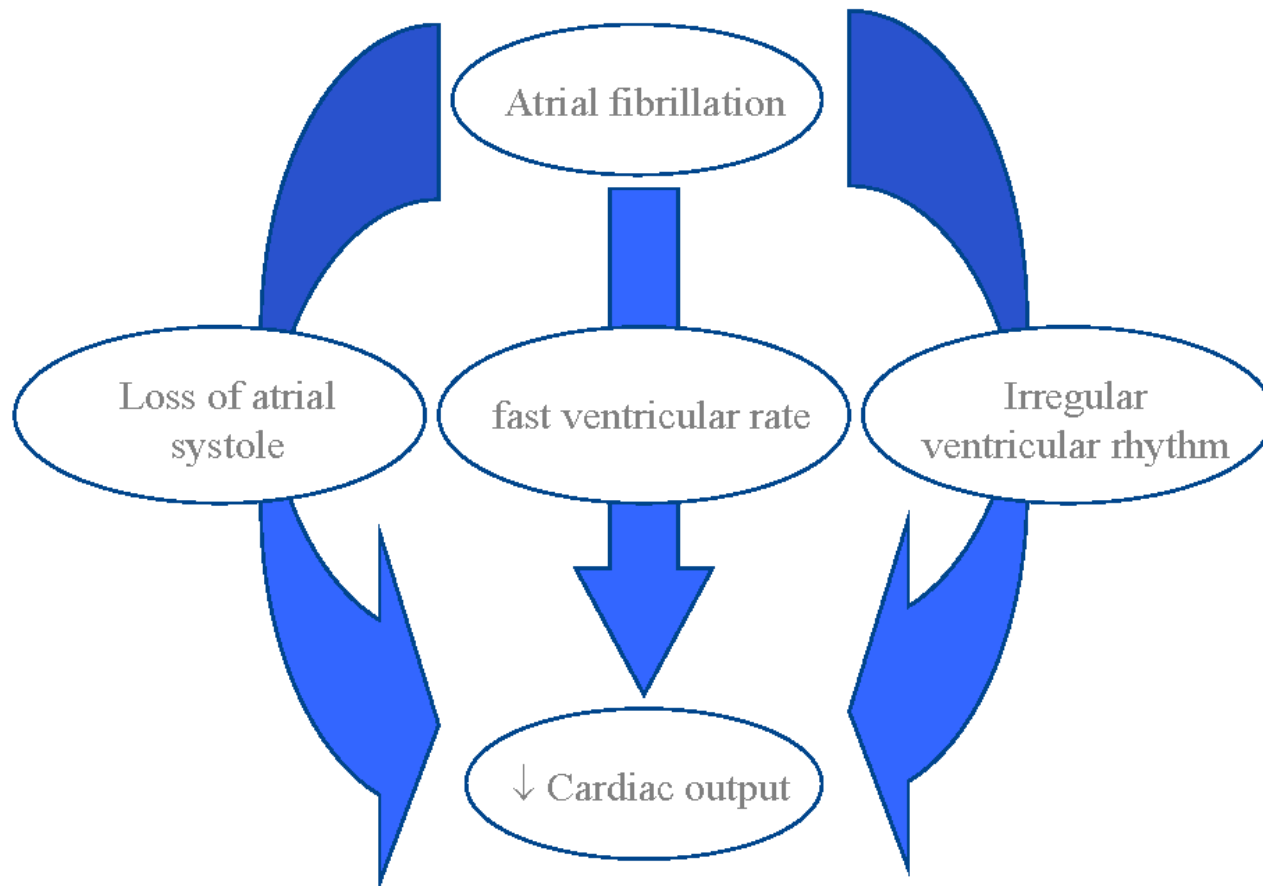 Atrial fibrillation
Loss of atrial
systole
fast ventricular rate
Irregular
ventricular rhythm
↓ Cardiac output